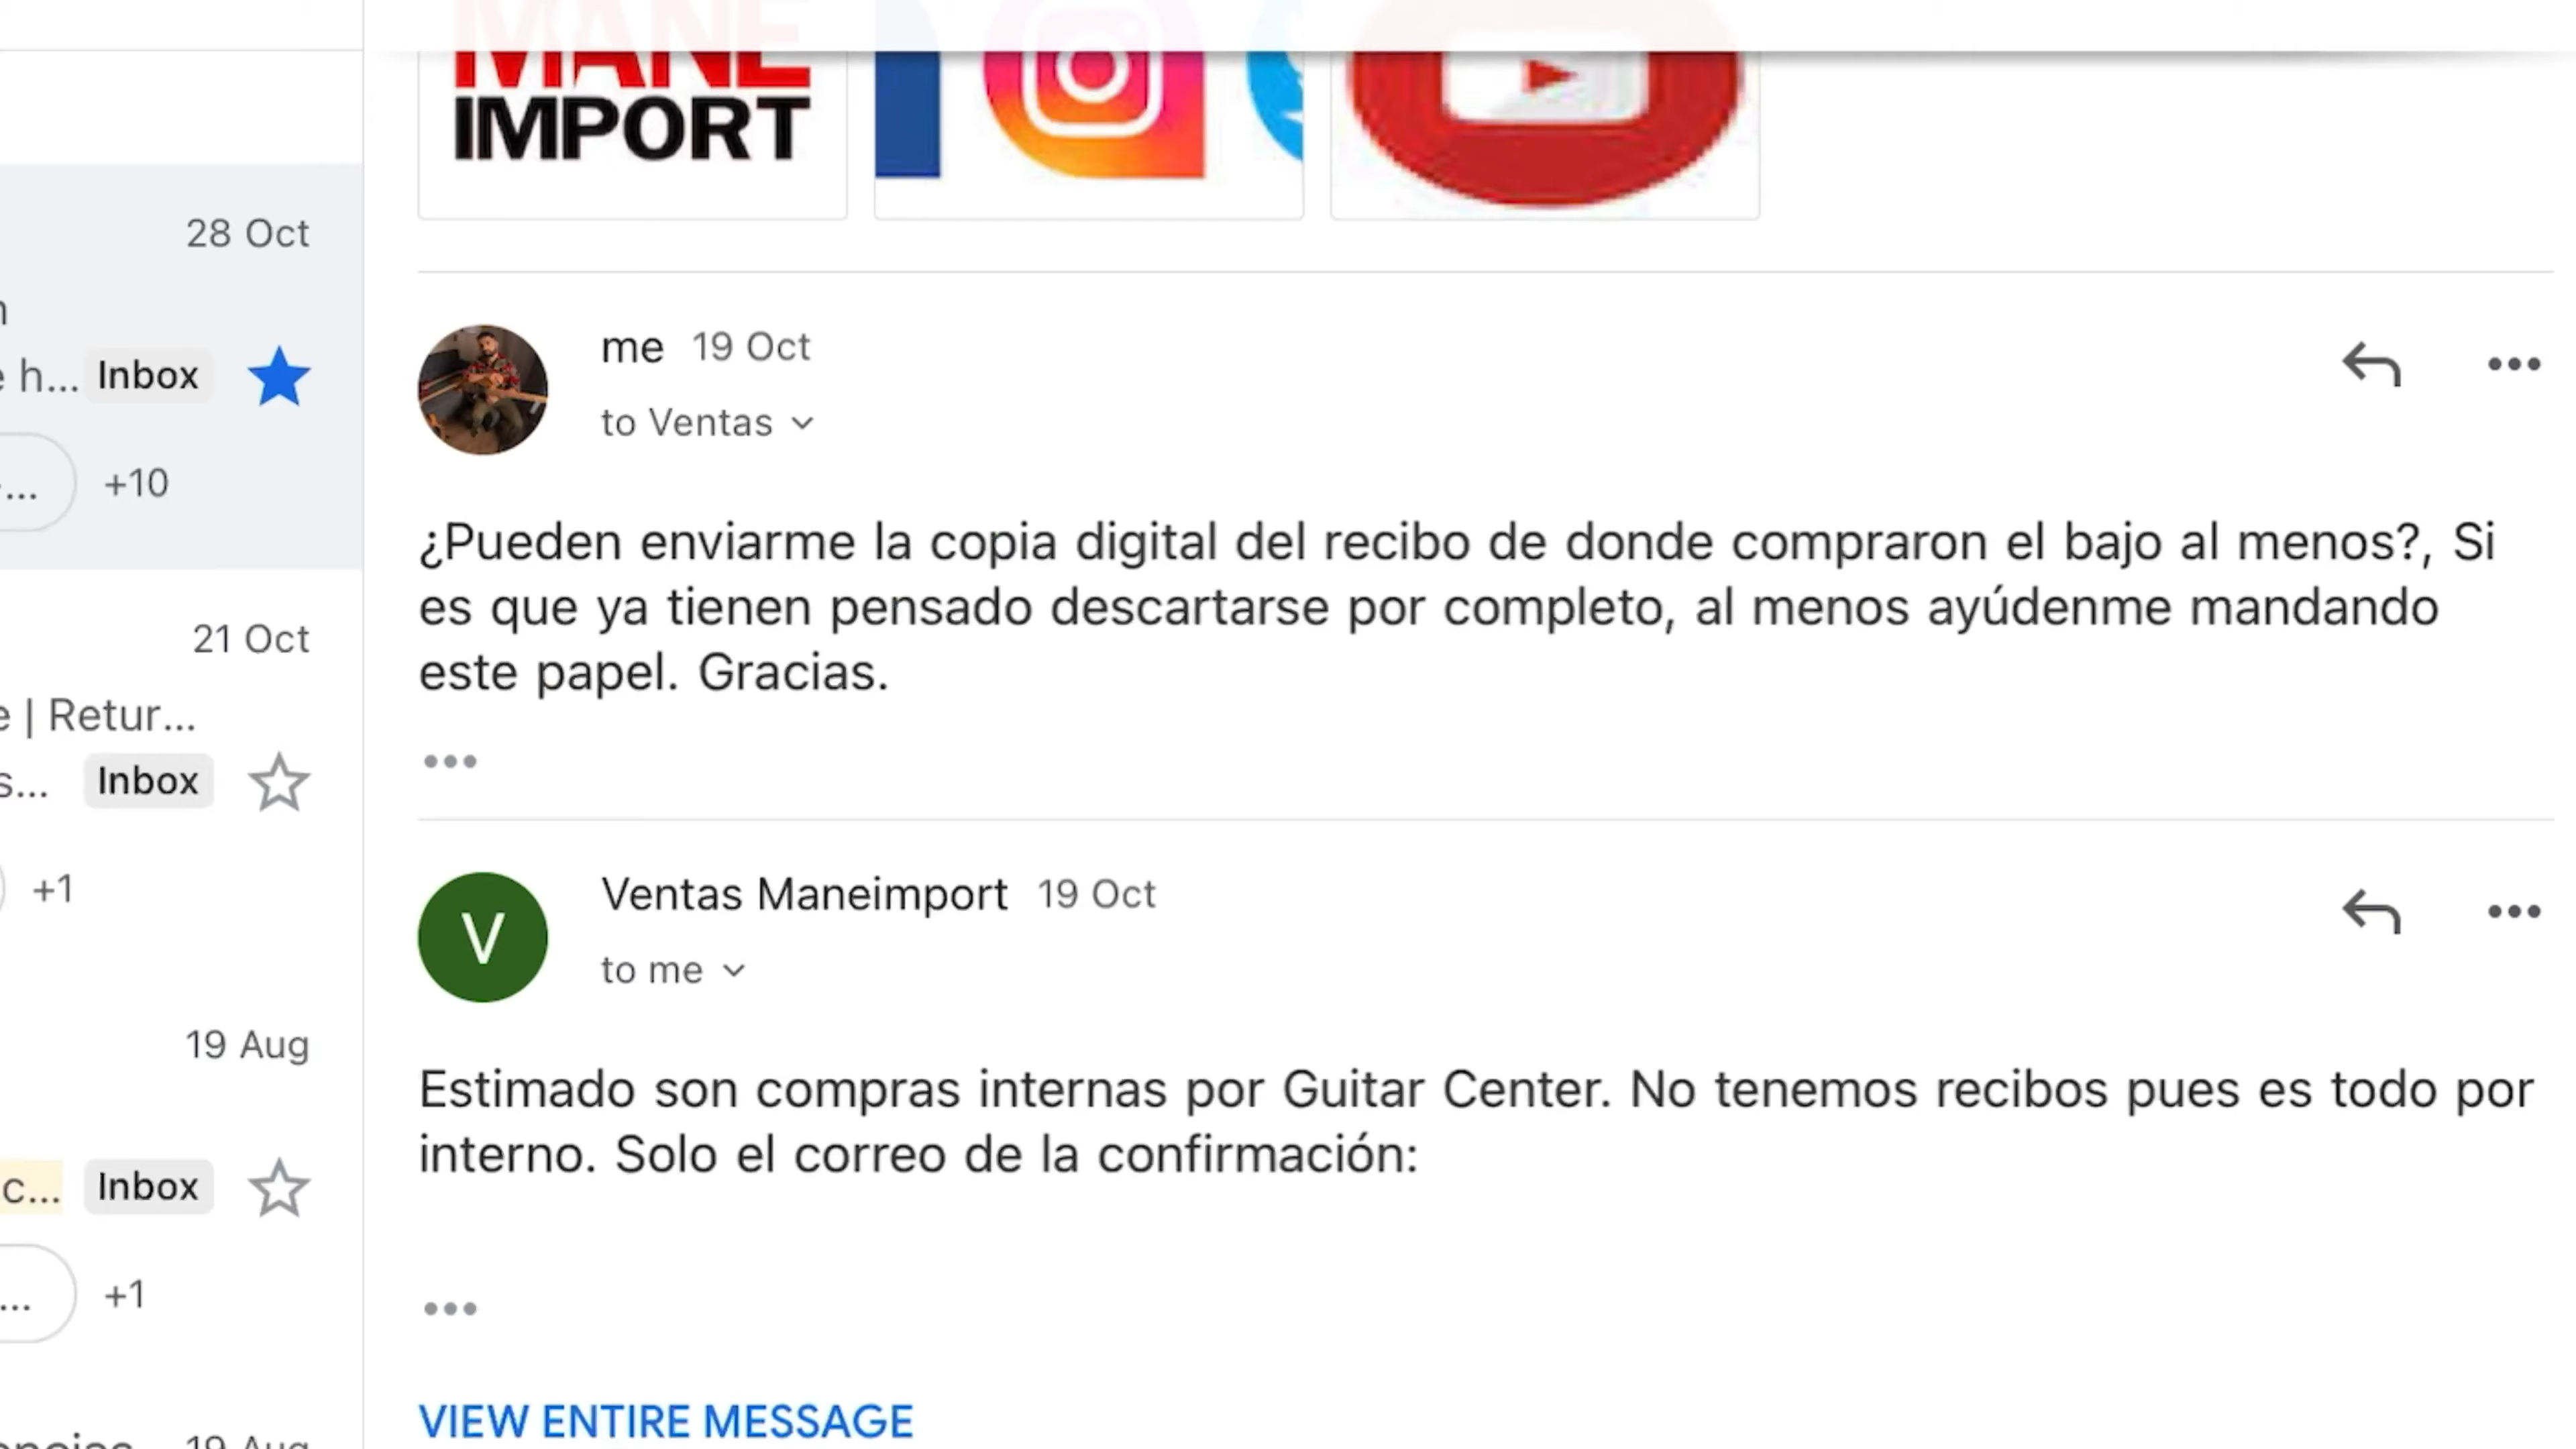 MANE
IMPORT
28 Oct
h... Inbox
+10
21 Oct
e | Retur...
s... Inbox
+1
19 Aug
c... Inbox
+1
19 Aug
me 19 Oct
to Ventas
¿Pueden enviarme la copia digital del recibo de donde compraron el bajo al menos?, Si
es que ya tienen pensado descartarse por completo, al menos ayúdenme mandando
este papel. Gracias.
V
Ventas Maneimport 19 Oct
to me
Estimado son compras internas por Guitar Center. No tenemos recibos pues es todo por
interno. Solo el correo de la confirmación:
VIEW ENTIRE MESSAGE